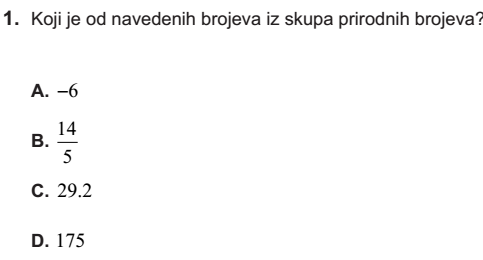 1. Koji je od navedenih brojeva iz skupa prirodnih brojeva?
A. –6
B. 14/5
C. 29.2
D. 175